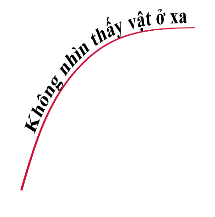 Không nhìn thấy vật ở xa